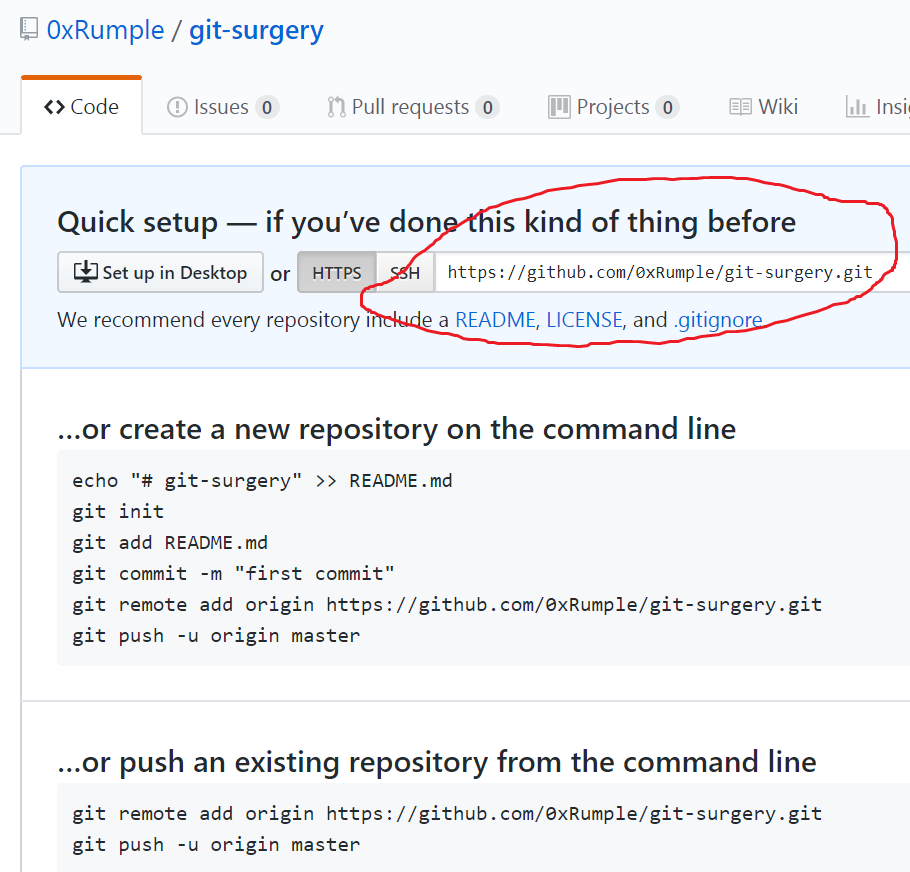 0xRumple / git-surgery
Code Issues 0 Pull requests 0 Projects 0 Wiki
Quick setup — if you’ve done this kind of thing before
Set up in Desktop or HTTPS SSH https://github.com/0xRumple/git-surgery.git
We recommend every repository include a README, LICENSE, and .gitignore.
...or create a new repository on the command line
echo "# git-surgery" >> README.md
git init
git add README.md
git commit -m "first commit"
git remote add origin https://github.com/0xRumple/git-surgery.git
git push -u origin master
...or push an existing repository from the command line
git remote add origin https://github.com/0xRumple/git-surgery.git
git push -u origin master